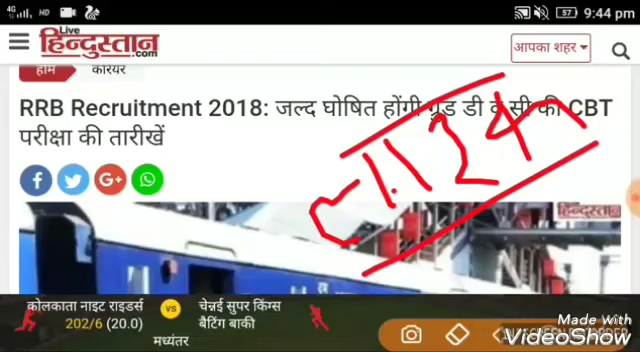 4G HD 57 9:44 pm
Live
हिन्दुस्तान
.com
आपका शहर
होम करियर
RRB Recruitment 2018: जल्द घोषित होंगी ग्रुड डी व सी की CBT
परीक्षा की तारीखें
हिन्दुस्तान
कोलकाता नाइट राइडर्स
202/6 (20.0)
VS
चेन्नई सुपर किंग्स
बैटिंग बाकी
मध्यंतर
Made With
VideoShow